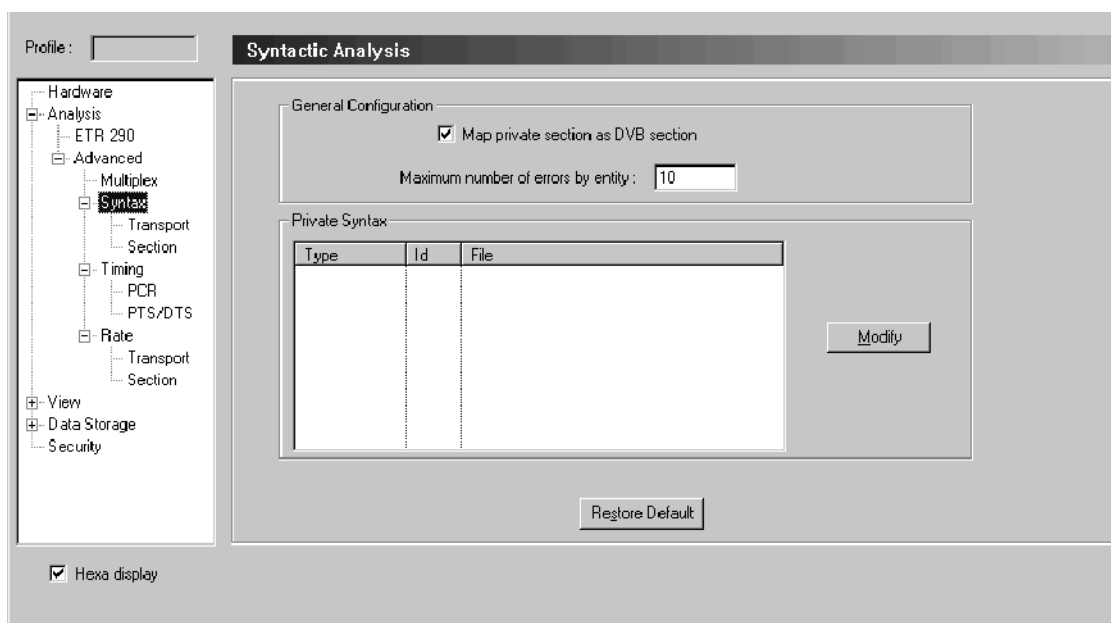 Profile :
Syntactic Analysis
Hardware
Analysis
ETR 290
Advanced
Multiplex
Syntax
Transport
Section
Timing
PCR
PTS/DTS
Rate
Transport
Section
View
Data Storage
Security
Hexa display
General Configuration
Map private section as DVB section
Maximum number of errors by entity : 10
Private Syntax
Type Id File
Modify
Restore Default